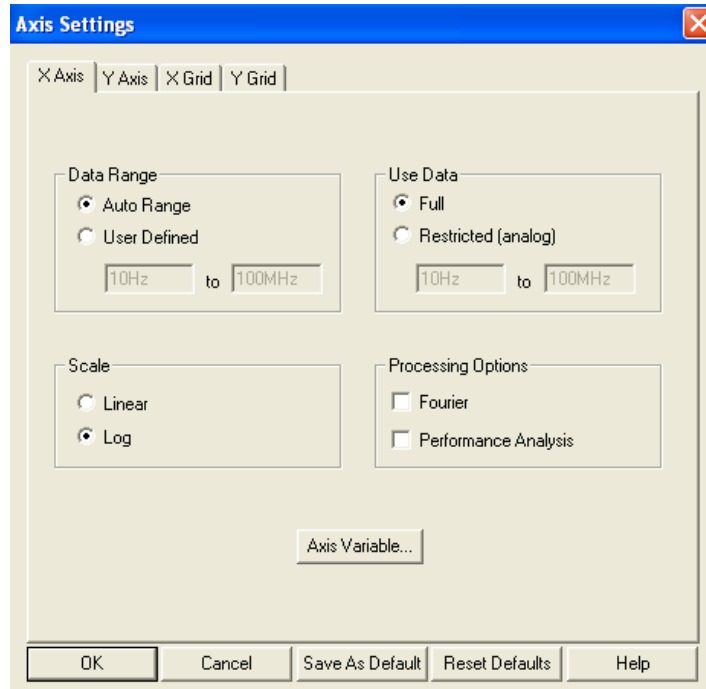 Axis Settings
X Axis Y Axis X Grid Y Grid
Data Range
Auto Range
User Defined
10Hz to 100MHz
Use Data
Full
Restricted (analog)
10Hz to 100MHz
Scale
Linear
Log
Processing Options
Fourier
Performance Analysis
Axis Variable...
OK Cancel Save As Default Reset Defaults Help